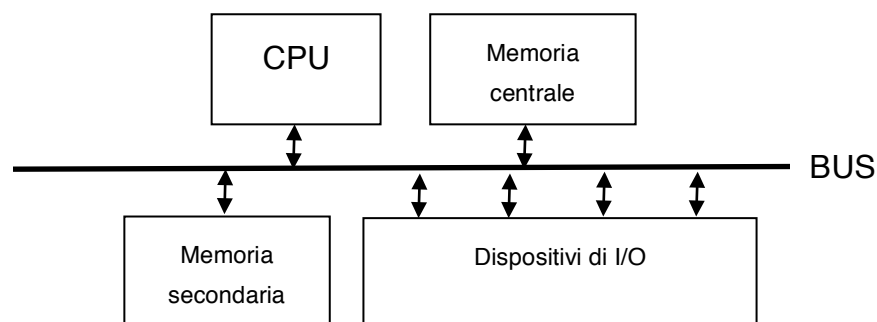 CPU
Memoria
centrale
BUS
Memoria
secondaria
Dispositivi di I/O